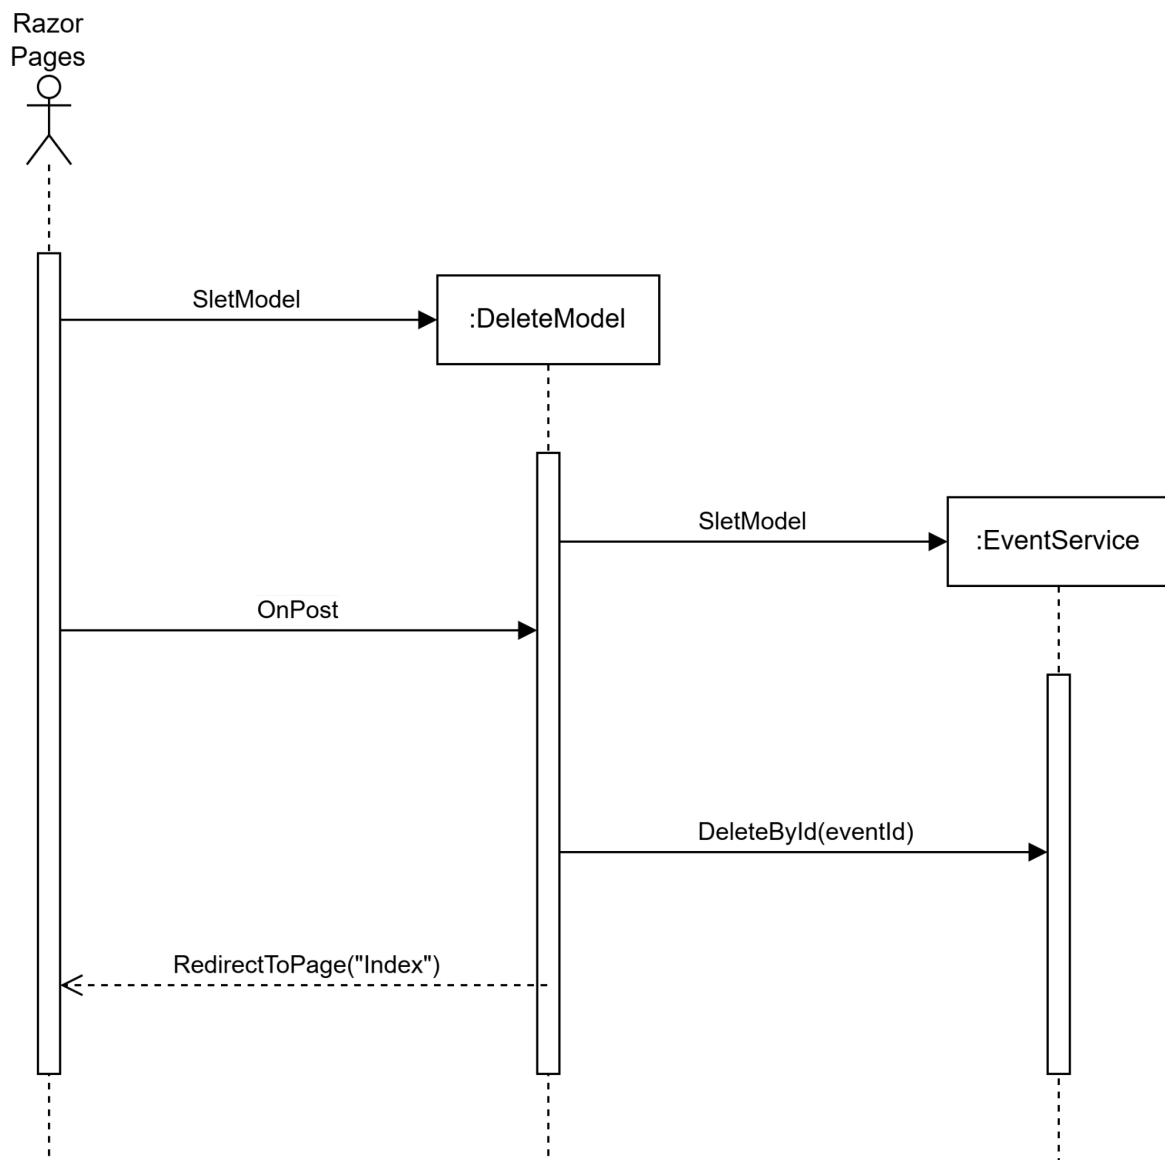 Razor
Pages
SletModel
:DeleteModel
SletModel
:EventService
OnPost
DeleteById(eventId)
RedirectToPage("Index")